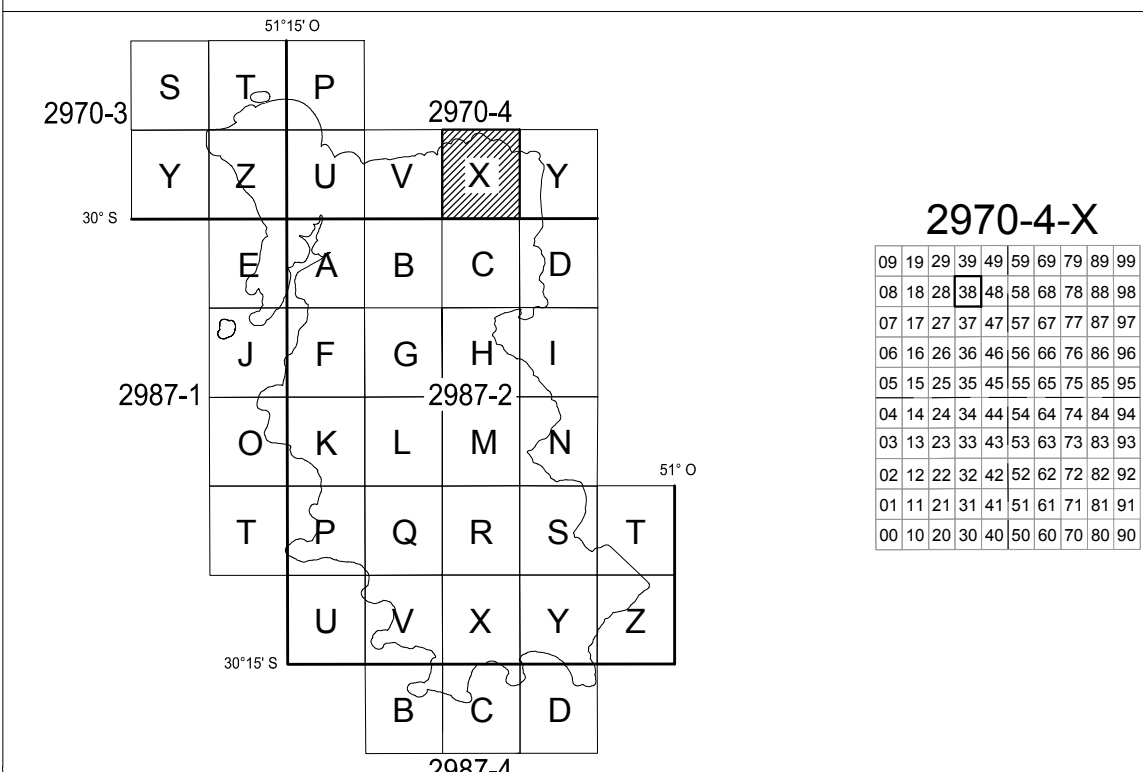 51°15' O
S T P
2970-3 2970-4
Y Z U V X Y
30° S
E A B C D
J F G H I
2987-1 2987-2
O K L M N
51° O
T P Q R S T
U V X Y Z
30°15' S
B C D
2987-4
2970-4-X
09 19 29 39 49 59 69 79 89 99
08 18 28 38 48 58 68 78 88 98
07 17 27 37 47 57 67 77 87 97
06 16 26 36 46 56 66 76 86 96
05 15 25 35 45 55 65 75 85 95
04 14 24 34 44 54 64 74 84 94
03 13 23 33 43 53 63 73 83 93
02 12 22 32 42 52 62 72 82 92
01 11 21 31 41 51 61 71 81 91
00 10 20 30 40 50 60 70 80 90